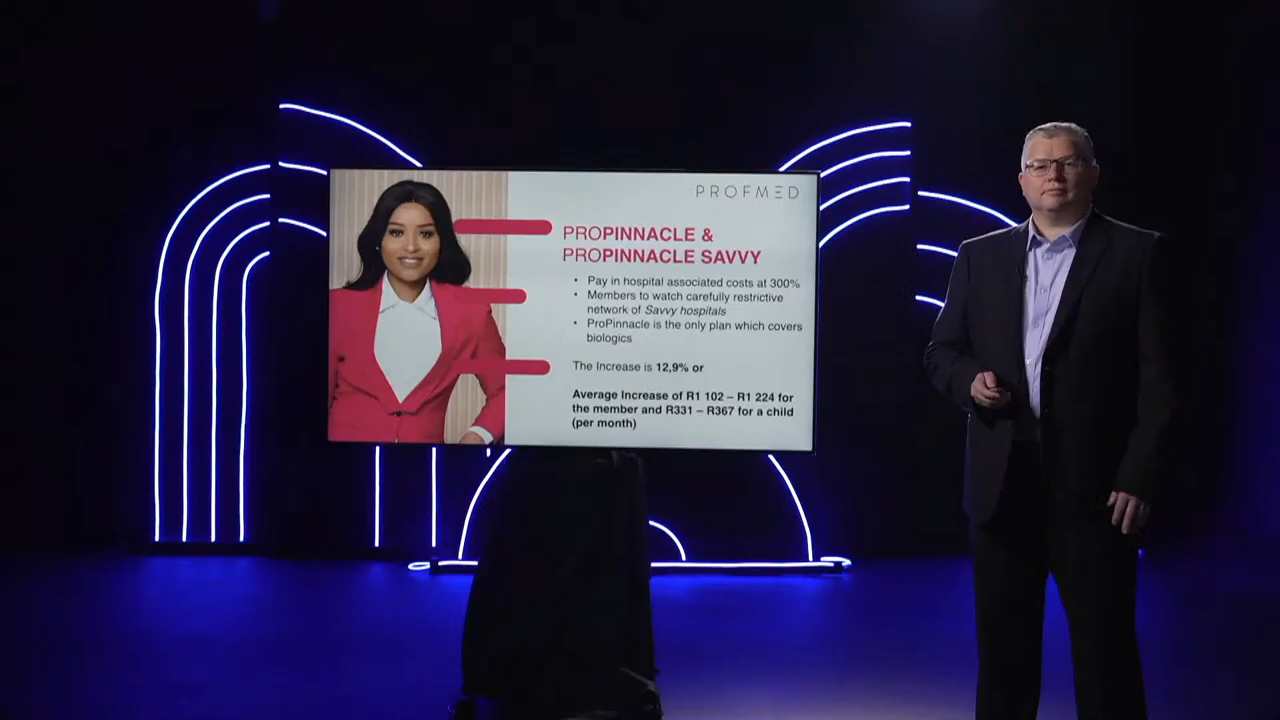 PROFMED
PROPINNACLE &
PROPINNACLE SAVVY
• Pay in hospital associated costs at 300%
• Members to watch carefully restrictive
network of Savvy hospitals
• ProPinnacle is the only plan which covers
biologics
The Increase is 12,9% or
Average Increase of R1 102 – R1 224 for
the member and R331 – R367 for a child
(per month)